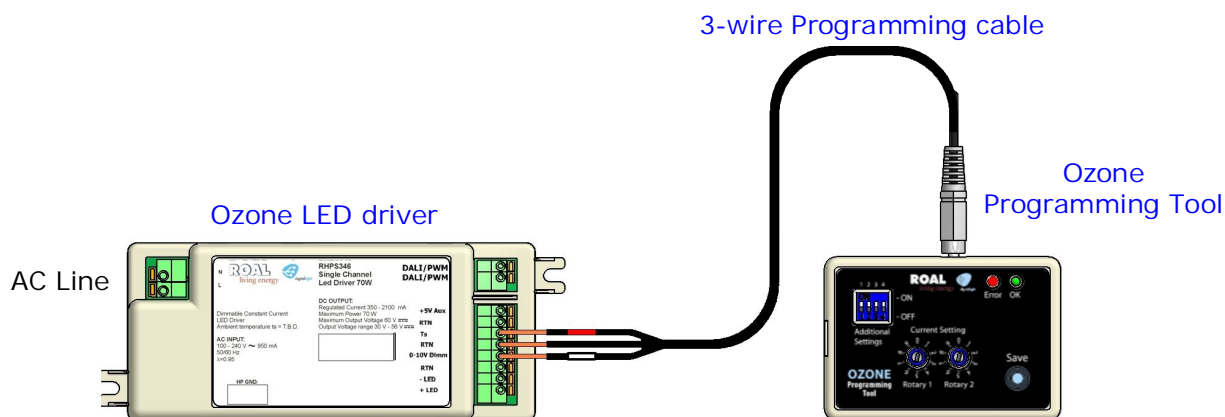 3-wire Programming cable
Ozone
Programming Tool
Ozone LED driver
AC Line
N
L
ROAL
living energy
RHPS346
Single Channel
Led Driver 70W
DALI/PWM
DALI/PWM
DC OUTPUT:
Regulated Current 350 - 2100 mA
Maximum Power 70 W
Maximum Output Voltage 60 V
Output Voltage range 30 V - 56 V
Dimmable Constant Current
LED Driver
Ambient temperature ta = T.B.D.
AC INPUT:
100 - 240 V ~ 950 mA
50/60 Hz
λ=0.95
HP GND:
+5V Aux
RTN
Ts
RTN
0-10V Dimm
RTN
- LED
+ LED
ROAL
living energy
Error OK
1 2 3 4
- ON
- OFF
Additional
Settings
Current Setting
Rotary 1 Rotary 2
Save
OZONE
Programming
Tool